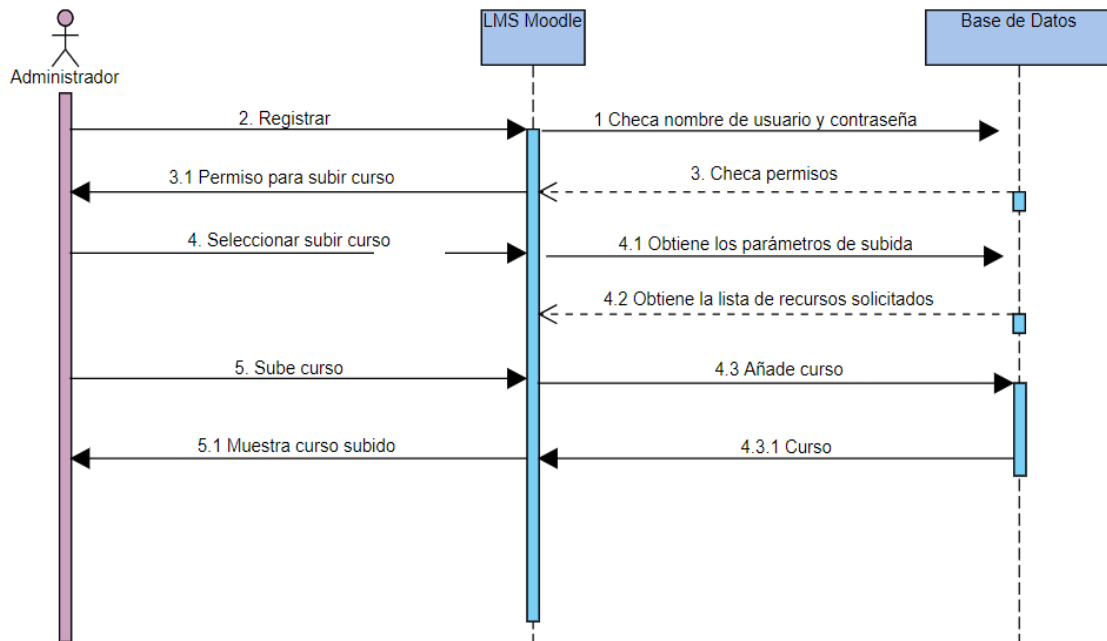 LMS Moodle
Base de Datos
Administrador
2. Registrar
1 Checa nombre de usuario y contraseña
3.1 Permiso para subir curso
3. Checa permisos
4. Seleccionar subir curso
4.1 Obtiene los parámetros de subida
4.2 Obtiene la lista de recursos solicitados
5. Sube curso
4.3 Añade curso
5.1 Muestra curso subido
4.3.1 Curso